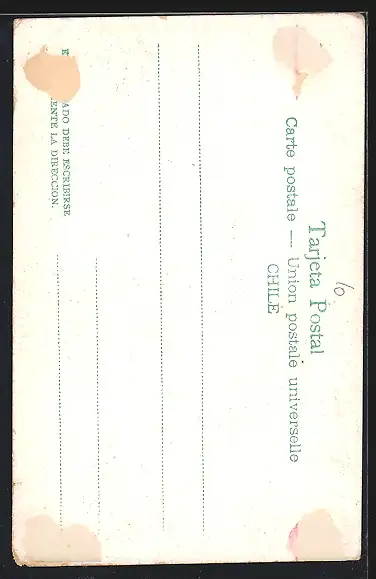 Tarjeta Postal
Carte postale — Union postale universelle
CHILE
10
E ADO DEBE ESCRIBIRSE
ENTE LA DIRECCION.